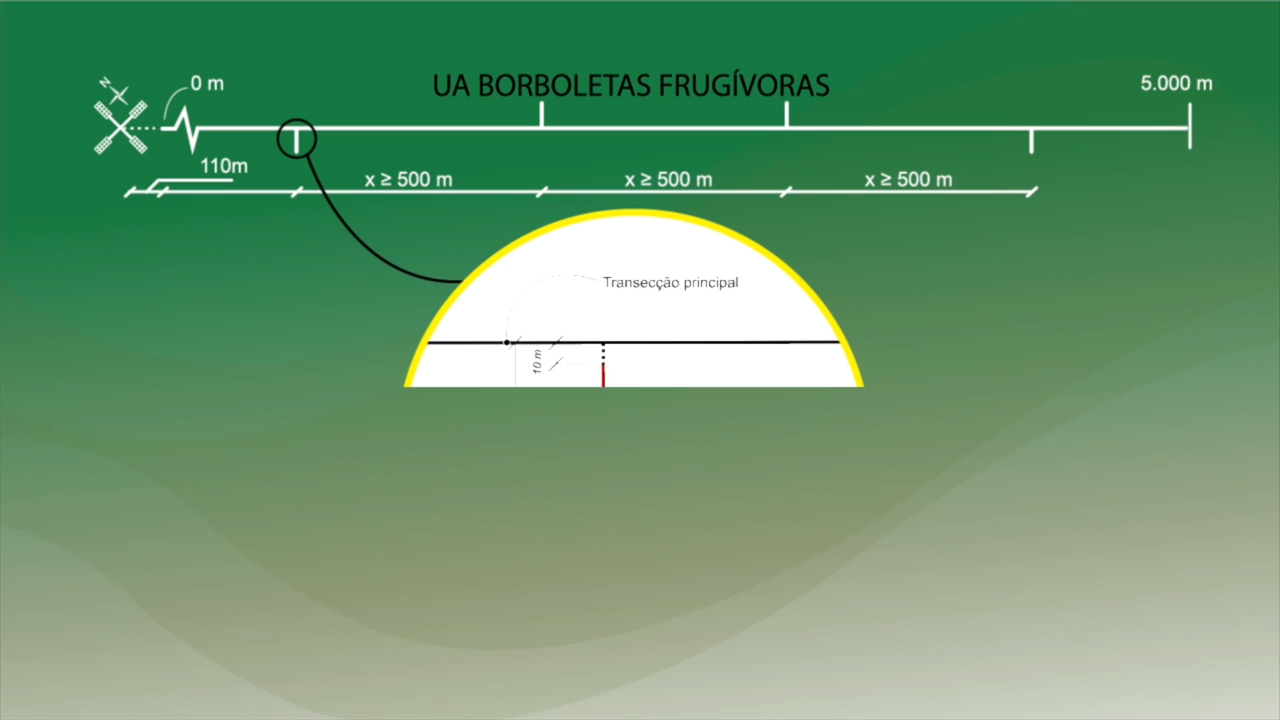 UA BORBOLETAS FRUGÍVORAS
N
0 m
5.000 m
110m
x ≥ 500 m
x ≥ 500 m
x ≥ 500 m
Transecção principal
10 m